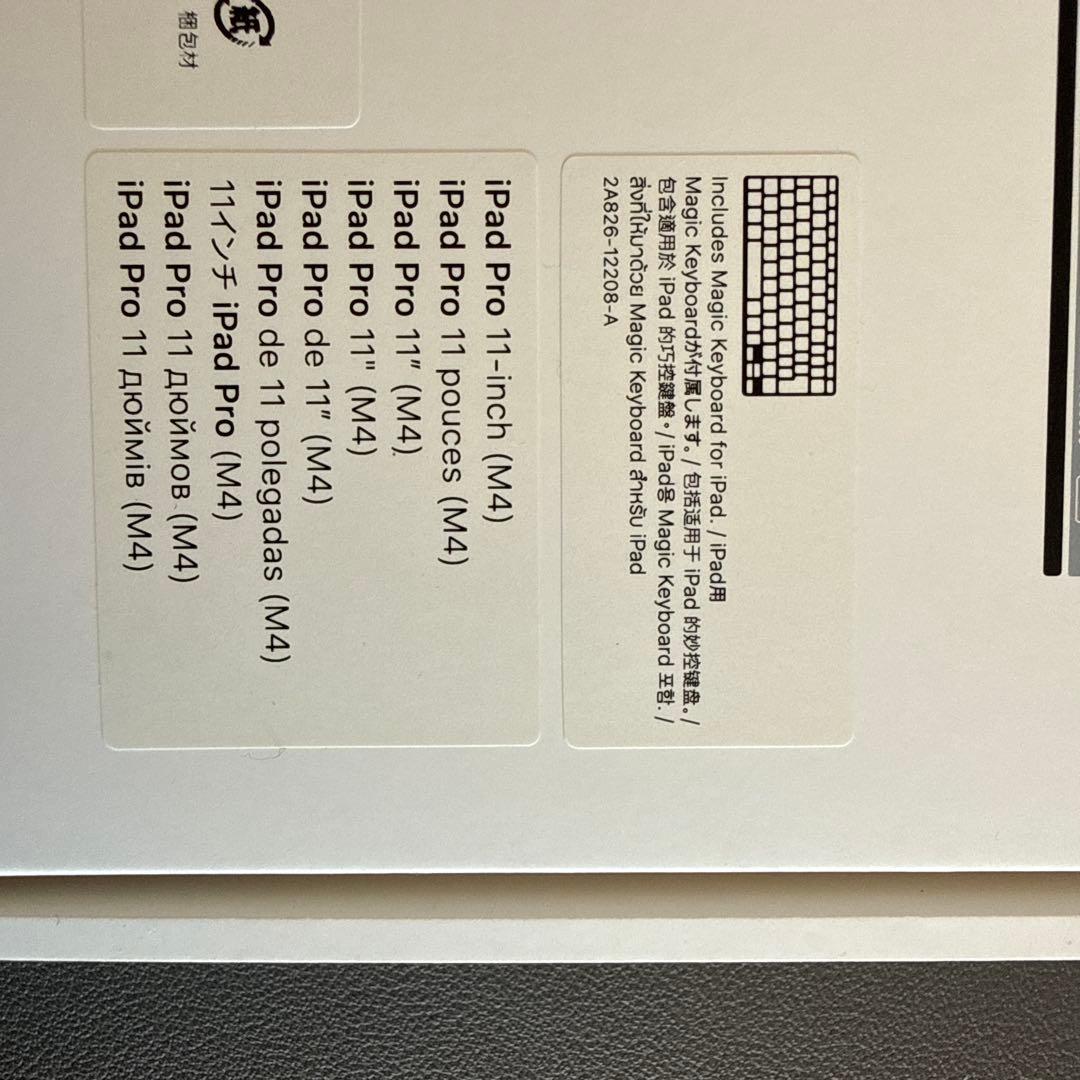 紙
梱包材
Includes Magic Keyboard for iPad. / iPad用
Magic Keyboardが付属します。/ 包括适用于 iPad 的妙控键盘。/
包含適用於 iPad 的巧控鍵盤。/ iPad용 Magic Keyboard 포함. /
สิ่งที่ให้มาด้วย Magic Keyboard สำหรับ iPad
2A826-12208-A
iPad Pro 11-inch (M4)
iPad Pro 11 pouces (M4)
iPad Pro 11″ (M4)
iPad Pro 11" (M4)
iPad Pro de 11″ (M4)
iPad Pro de 11 polegadas (M4)
11インチ iPad Pro (M4)
iPad Pro 11 дюймов (M4)
iPad Pro 11 дюймів (M4)